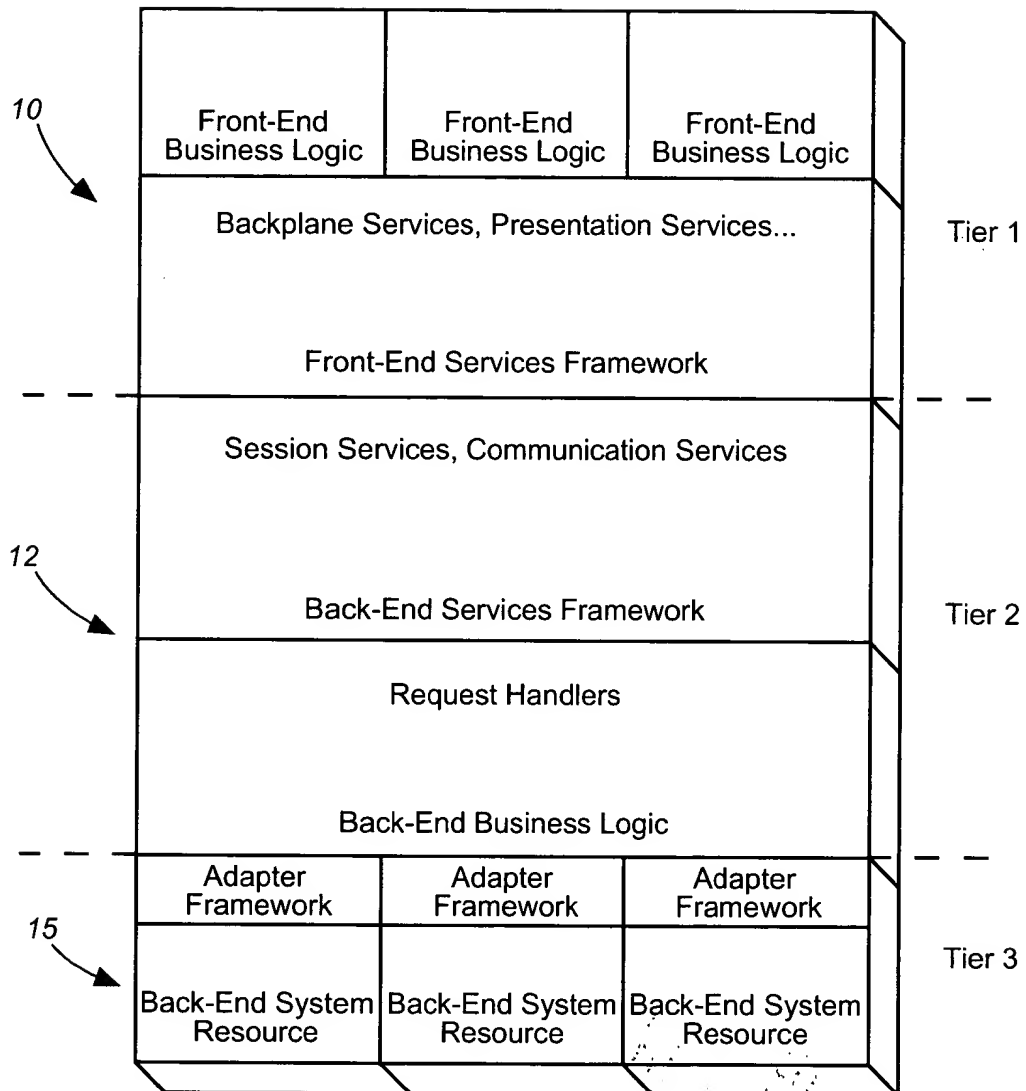 10
Front-End Front-End Front-End
Business Logic Business Logic Business Logic
Backplane Services, Presentation Services...
Tier 1
Front-End Services Framework
Session Services, Communication Services
12
Back-End Services Framework
Tier 2
Request Handlers
Back-End Business Logic
Adapter Adapter Adapter
Framework Framework Framework
15
Tier 3
Back-End System Back-End System Back-End System
Resource Resource Resource